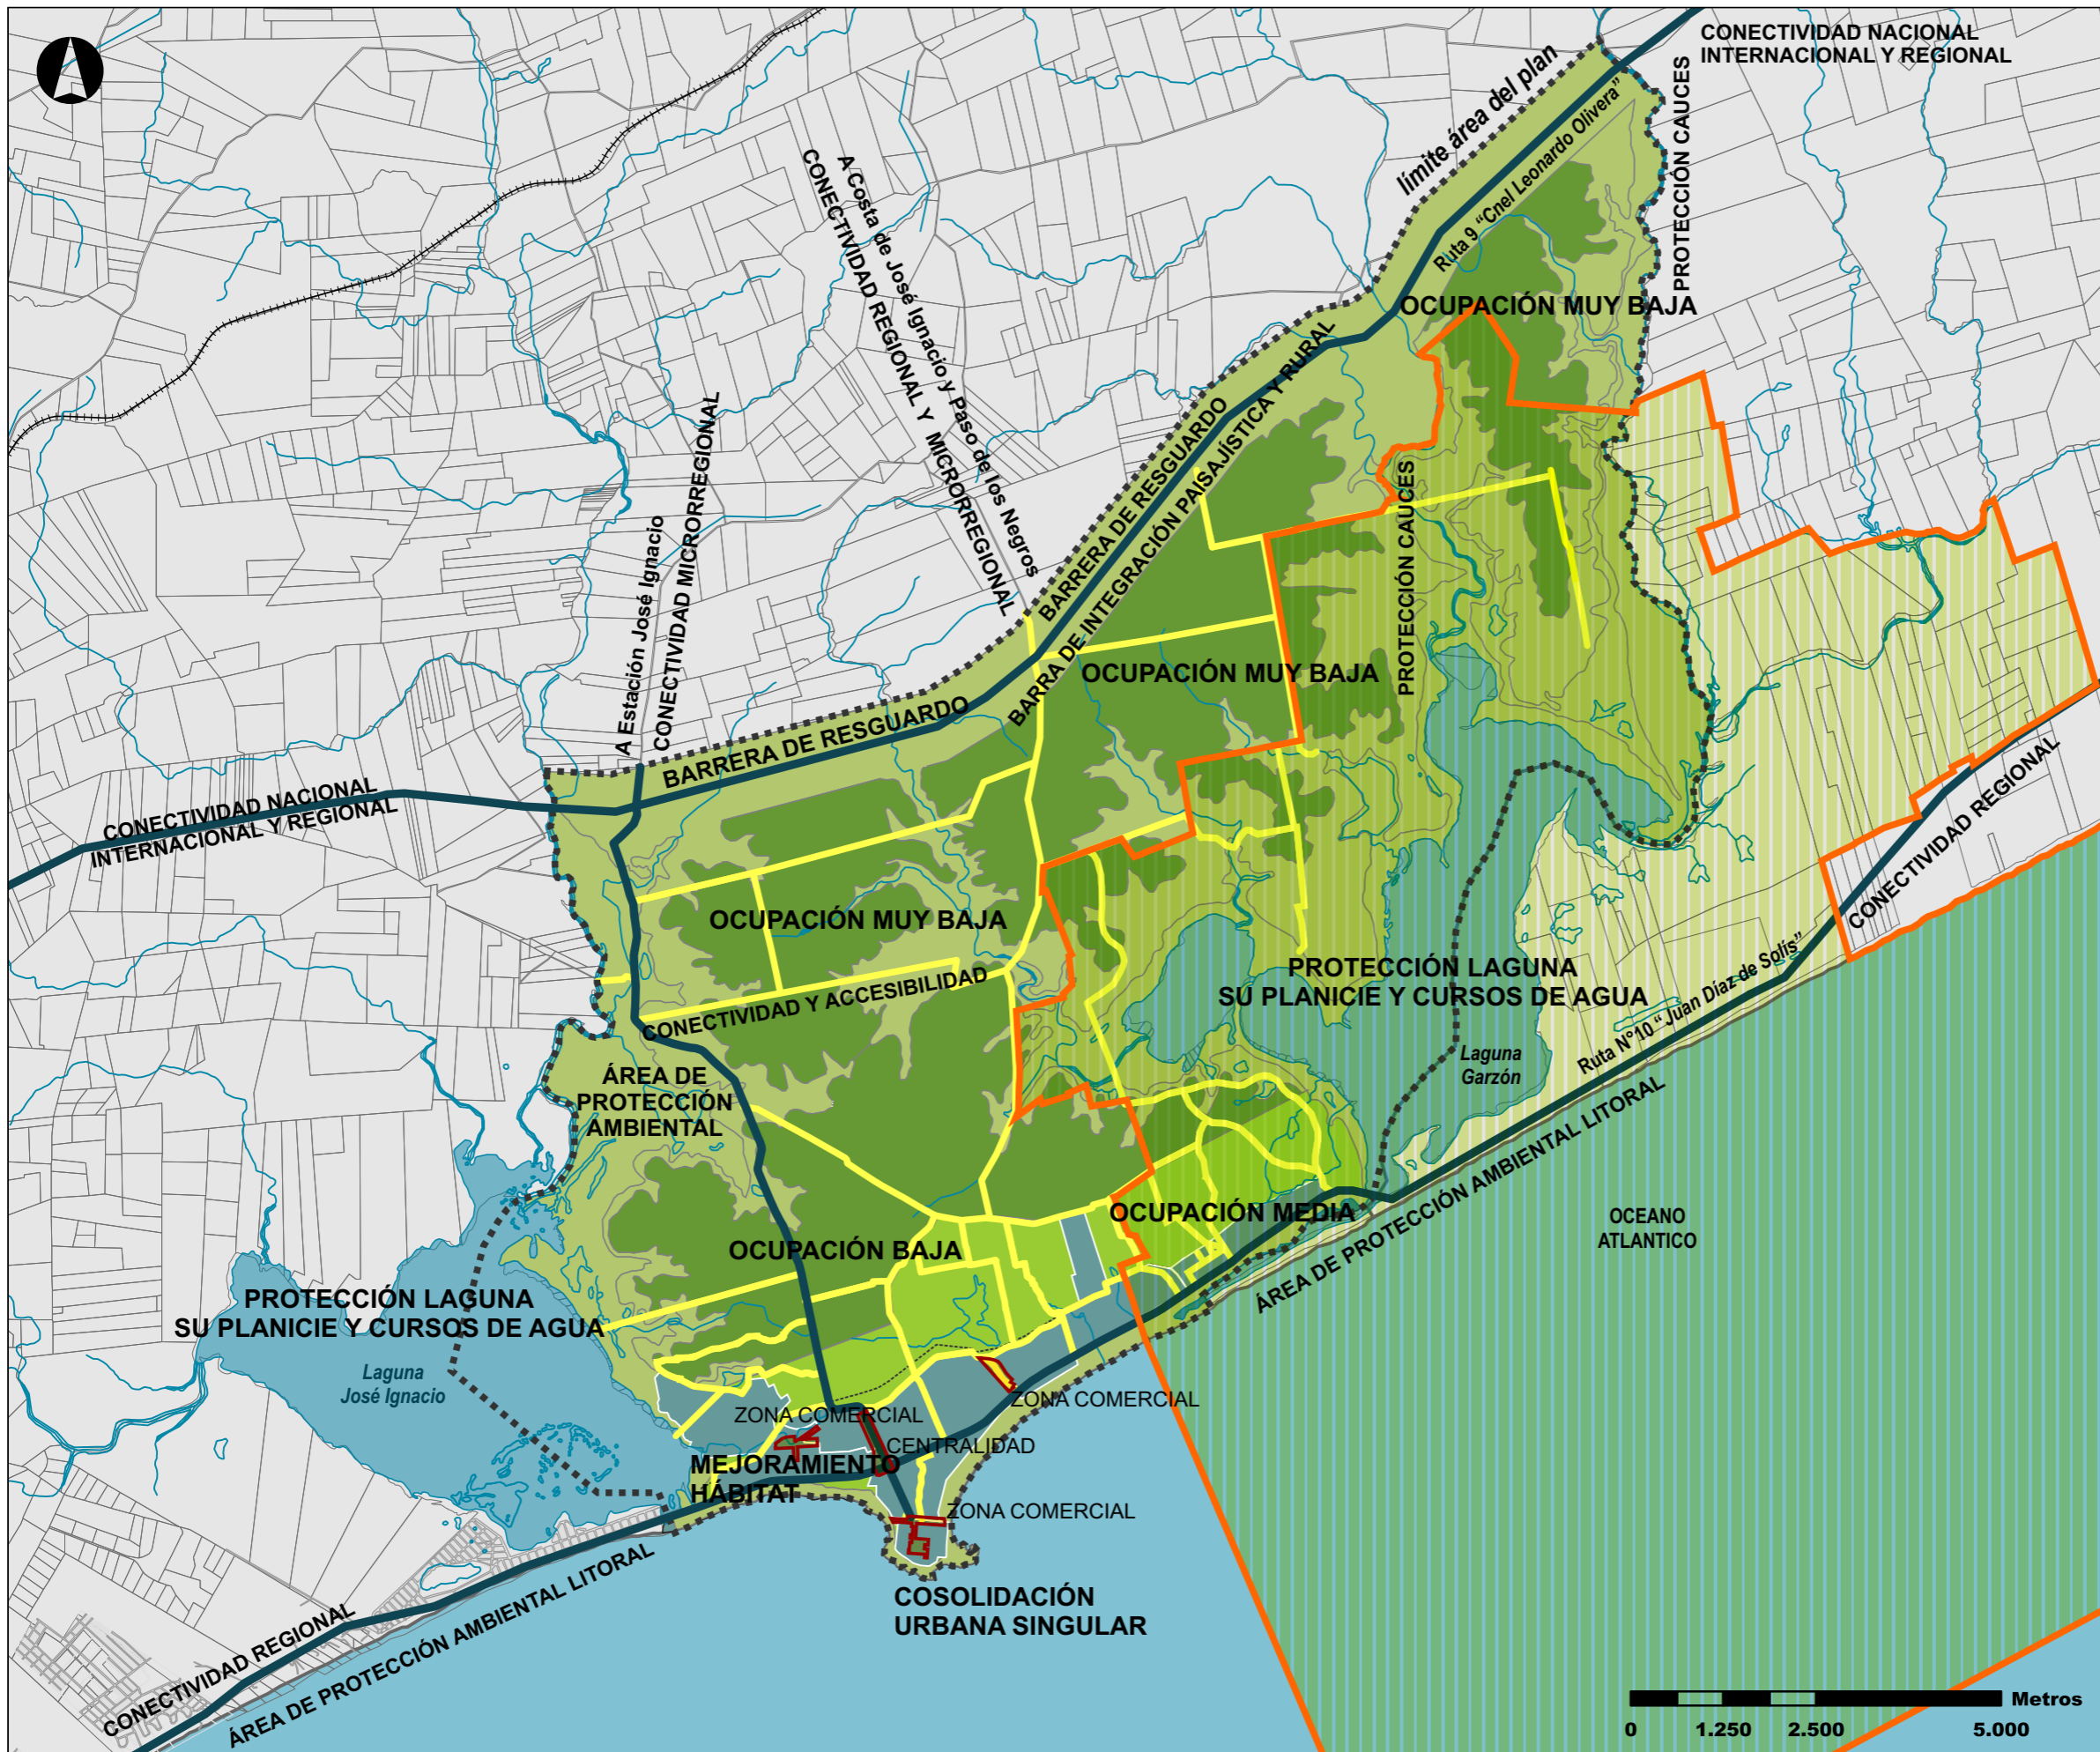 CONECTIVIDAD NACIONAL
INTERNACIONAL Y REGIONAL
límite área del plan
Ruta 9 “Cnel Leonardo Olivera”
PROTECCIÓN CAUCES
A Costa de José Ignacio y Paso de los Negros
CONECTIVIDAD REGIONAL Y MICRORREGIONAL
OCUPACIÓN MUY BAJA
BARRERA DE RESGUARDO
BARRA DE INTEGRACIÓN PAISAJÍSTICA Y RURAL
A Estación José Ignacio
CONECTIVIDAD MICRORREGIONAL
PROTECCIÓN CAUCES
OCUPACIÓN MUY BAJA
BARRERA DE RESGUARDO
CONECTIVIDAD NACIONAL
INTERNACIONAL Y REGIONAL
CONECTIVIDAD REGIONAL
OCUPACIÓN MUY BAJA
PROTECCIÓN LAGUNA
SU PLANICIE Y CURSOS DE AGUA
CONECTIVIDAD Y ACCESIBILIDAD
Ruta N°10 “ Juan Díaz de Solís”
Laguna
Garzón
ÁREA DE
PROTECCIÓN
AMBIENTAL
ÁREA DE PROTECCIÓN AMBIENTAL LITORAL
OCUPACIÓN MEDIA
OCEANO
ATLANTICO
OCUPACIÓN BAJA
PROTECCIÓN LAGUNA
SU PLANICIE Y CURSOS DE AGUA
Laguna
José Ignacio
ZONA COMERCIAL
ZONA COMERCIAL
CENTRALIDAD
MEJORAMIENTO
HÁBITAT
ZONA COMERCIAL
COSOLIDACIÓN
URBANA SINGULAR
CONECTIVIDAD REGIONAL
ÁREA DE PROTECCIÓN AMBIENTAL LITORAL
Metros
0 1.250 2.500 5.000